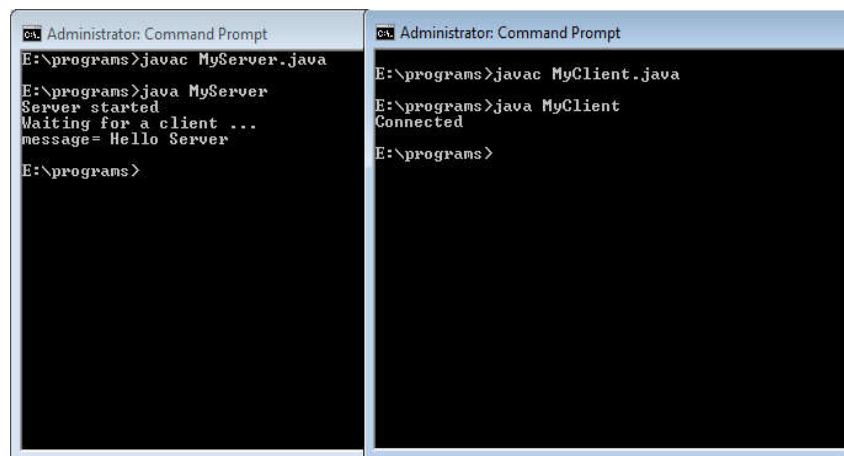 Administrator: Command Prompt
E:\programs>javac MyServer.java
E:\programs>java MyServer
Server started
Waiting for a client ...
message= Hello Server
E:\programs>
Administrator: Command Prompt
E:\programs>javac MyClient.java
E:\programs>java MyClient
Connected
E:\programs>